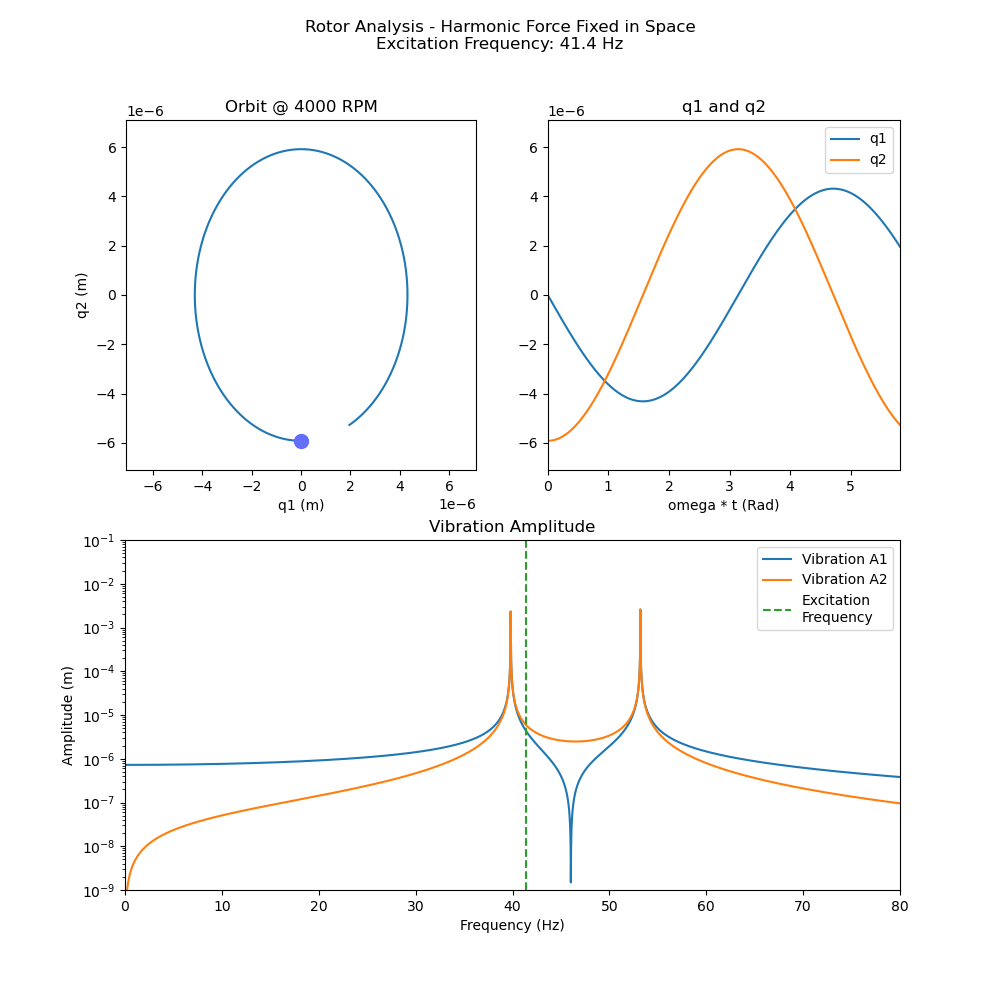 Rotor Analysis - Harmonic Force Fixed in Space
Excitation Frequency: 41.4 Hz
Orbit @ 4000 RPM
1e−6
6
4
2
0
−2
−4
−6
q2 (m)
−6 −4 −2 0 2 4 6
q1 (m)
1e−6
q1 and q2
1e−6
q1
q2
6
4
2
0
−2
−4
−6
0 1 2 3 4 5
omega * t (Rad)
Vibration Amplitude
Vibration A1
Vibration A2
Excitation
Frequency
10⁻¹
10⁻²
10⁻³
10⁻⁴
10⁻⁵
10⁻⁶
10⁻⁷
10⁻⁸
10⁻⁹
Amplitude (m)
0 10 20 30 40 50 60 70 80
Frequency (Hz)